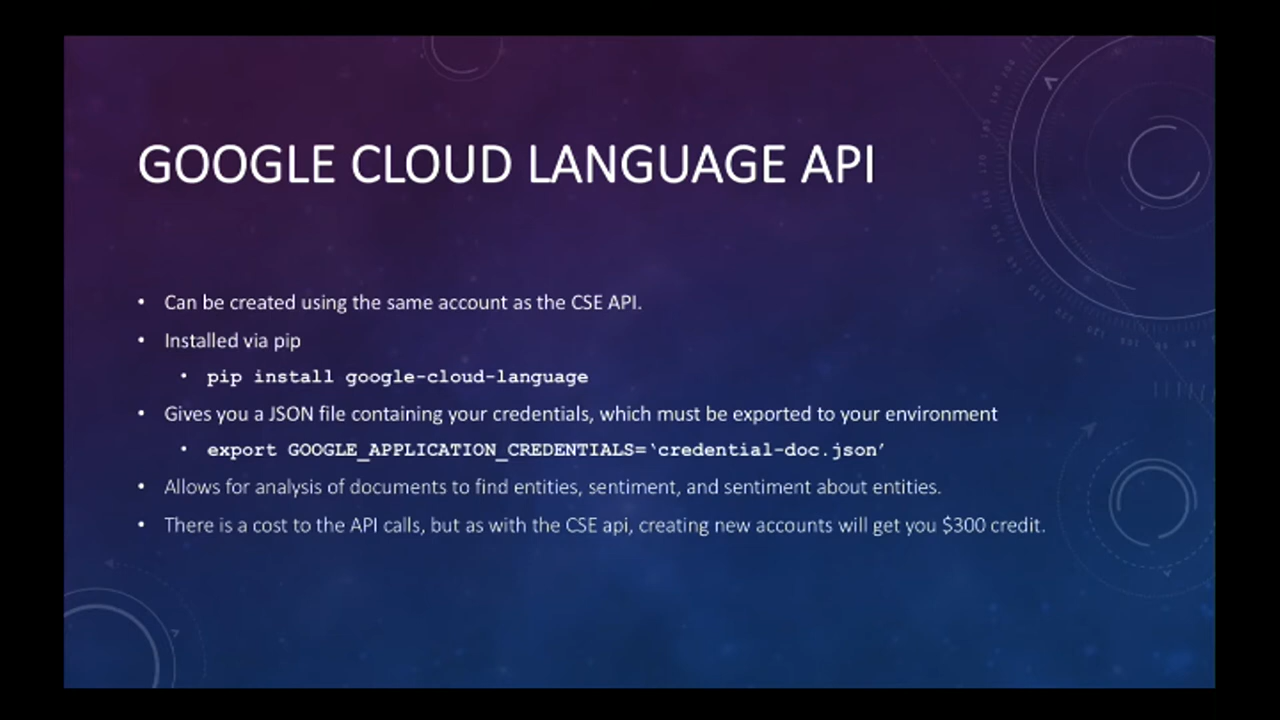 GOOGLE CLOUD LANGUAGE API
• Can be created using the same account as the CSE API.
• Installed via pip
• pip install google-cloud-language
• Gives you a JSON file containing your credentials, which must be exported to your environment
• export GOOGLE_APPLICATION_CREDENTIALS=‘credential-doc.json’
• Allows for analysis of documents to find entities, sentiment, and sentiment about entities.
• There is a cost to the API calls, but as with the CSE api, creating new accounts will get you $300 credit.